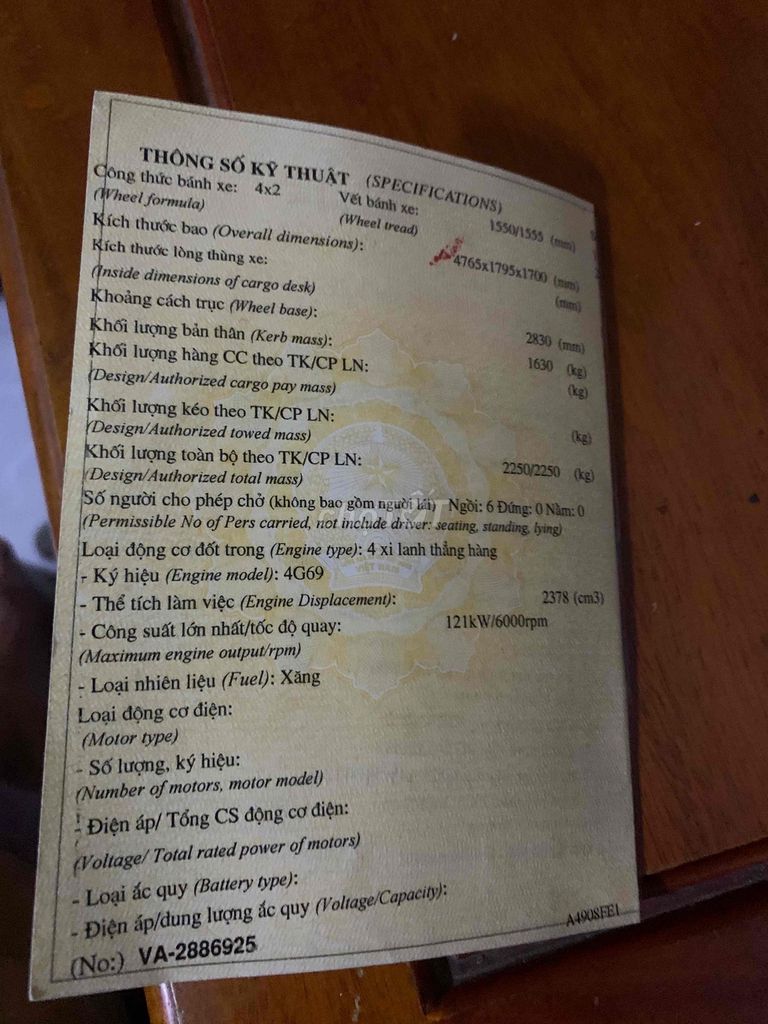 THÔNG SỐ KỸ THUẬT (SPECIFICATIONS)
Công thức bánh xe: 4x2 Vết bánh xe: 1550/1555 (mm)
(Wheel formula) (Wheel tread)
Kích thước bao (Overall dimensions): 4765x1795x1700 (mm)
Kích thước lòng thùng xe: (mm)
(Inside dimensions of cargo desk)
Khoảng cách trục (Wheel base): 2830 (mm)
Khối lượng bản thân (Kerb mass): 1630 (kg)
Khối lượng hàng CC theo TK/CP LN: (kg)
(Design/Authorized cargo pay mass)
Khối lượng kéo theo TK/CP LN: (kg)
(Design/Authorized towed mass)
Khối lượng toàn bộ theo TK/CP LN: 2250/2250 (kg)
(Design/Authorized total mass)
Số người cho phép chở (không bao gồm người lái) Ngồi: 6 Đứng: 0 Nằm: 0
(Permissible No of Pers carried, not include driver: seating, standing, lying)
Loại động cơ đốt trong (Engine type): 4 xi lanh thẳng hàng
- Ký hiệu (Engine model): 4G69
- Thể tích làm việc (Engine Displacement): 2378 (cm3)
- Công suất lớn nhất/tốc độ quay: 121kW/6000rpm
(Maximum engine output/rpm)
- Loại nhiên liệu (Fuel): Xăng
Loại động cơ điện:
(Motor type)
- Số lượng, ký hiệu:
(Number of motors, motor model)
- Điện áp/ Tổng CS động cơ điện:
(Voltage/ Total rated power of motors)
- Loại ắc quy (Battery type):
- Điện áp/dung lượng ắc quy (Voltage/Capacity):
A4908FE1
(No:) VA-2886925